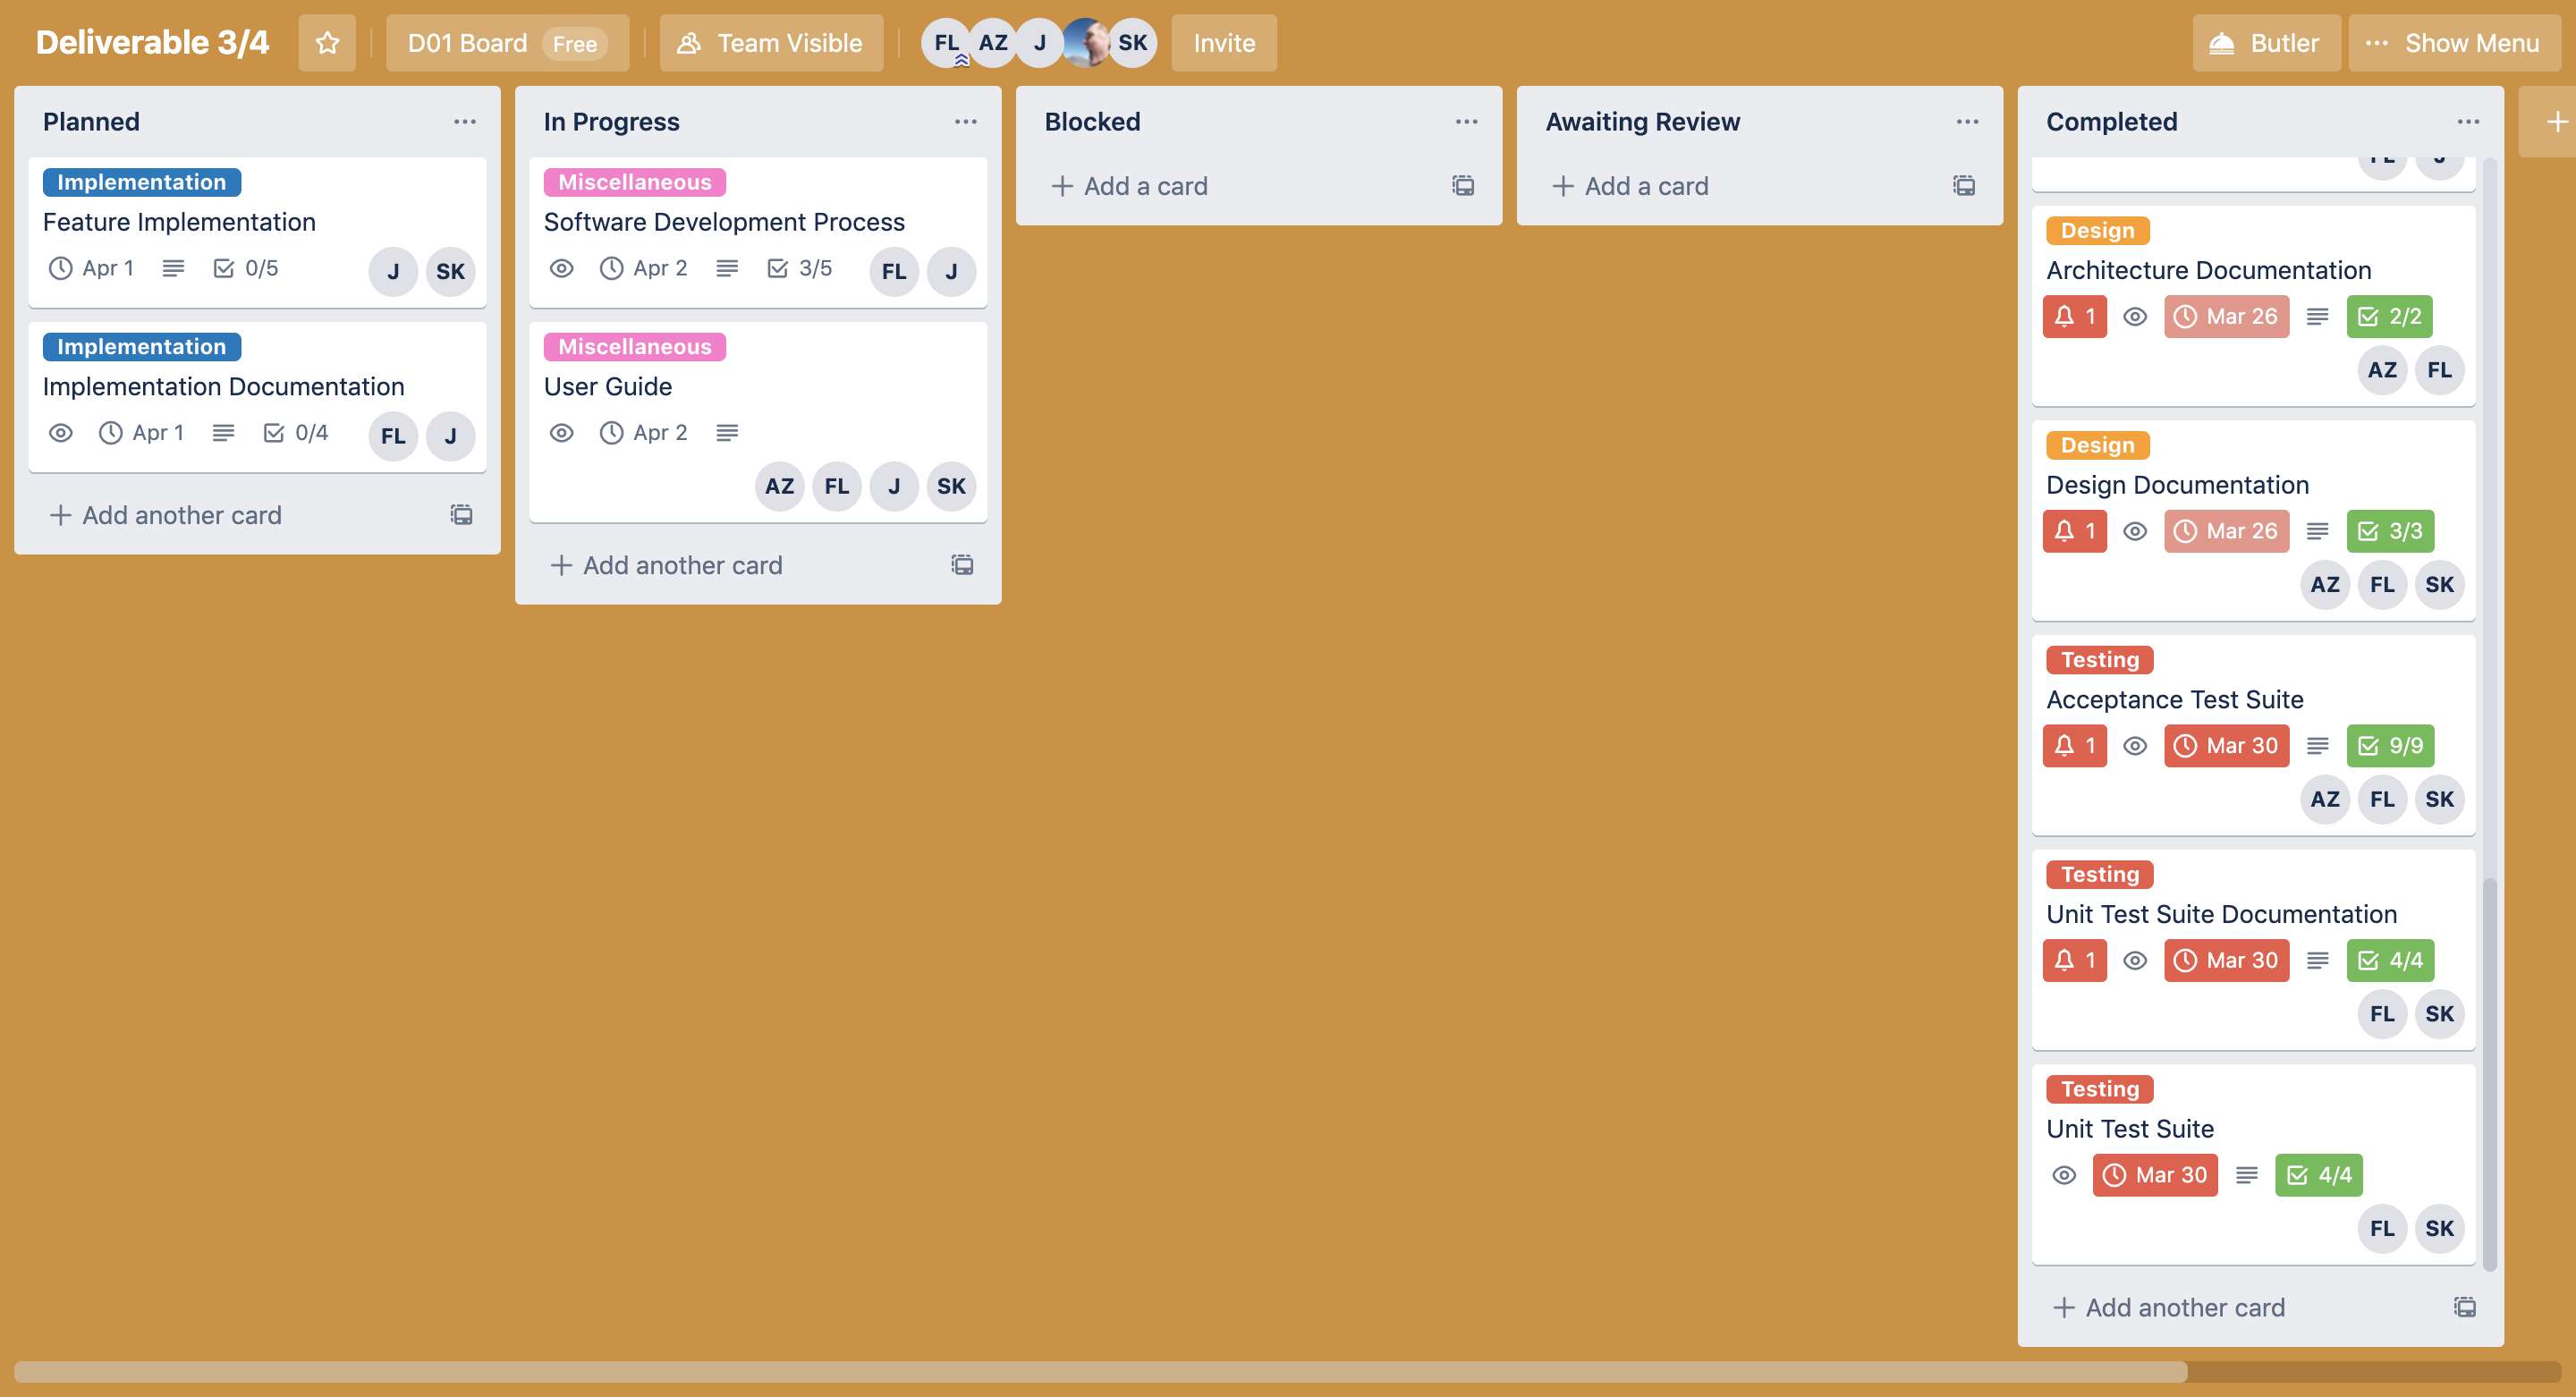 Deliverable 3/4
D01 Board Free
Team Visible
FL AZ J SK
Invite
Butler
Show Menu
Planned
Implementation
Feature Implementation
Apr 1 0/5 J SK
Implementation
Implementation Documentation
Apr 1 0/4 FL J
Add another card
In Progress
Miscellaneous
Software Development Process
Apr 2 3/5 FL J
Miscellaneous
User Guide
Apr 2
AZ FL J SK
Add another card
Blocked
Add a card
Awaiting Review
Add a card
Completed
FL J
Design
Architecture Documentation
1 Mar 26 2/2
AZ FL
Design
Design Documentation
1 Mar 26 3/3
AZ FL SK
Testing
Acceptance Test Suite
1 Mar 30 9/9
AZ FL SK
Testing
Unit Test Suite Documentation
1 Mar 30 4/4
FL SK
Testing
Unit Test Suite
Mar 30 4/4
FL SK
Add another card